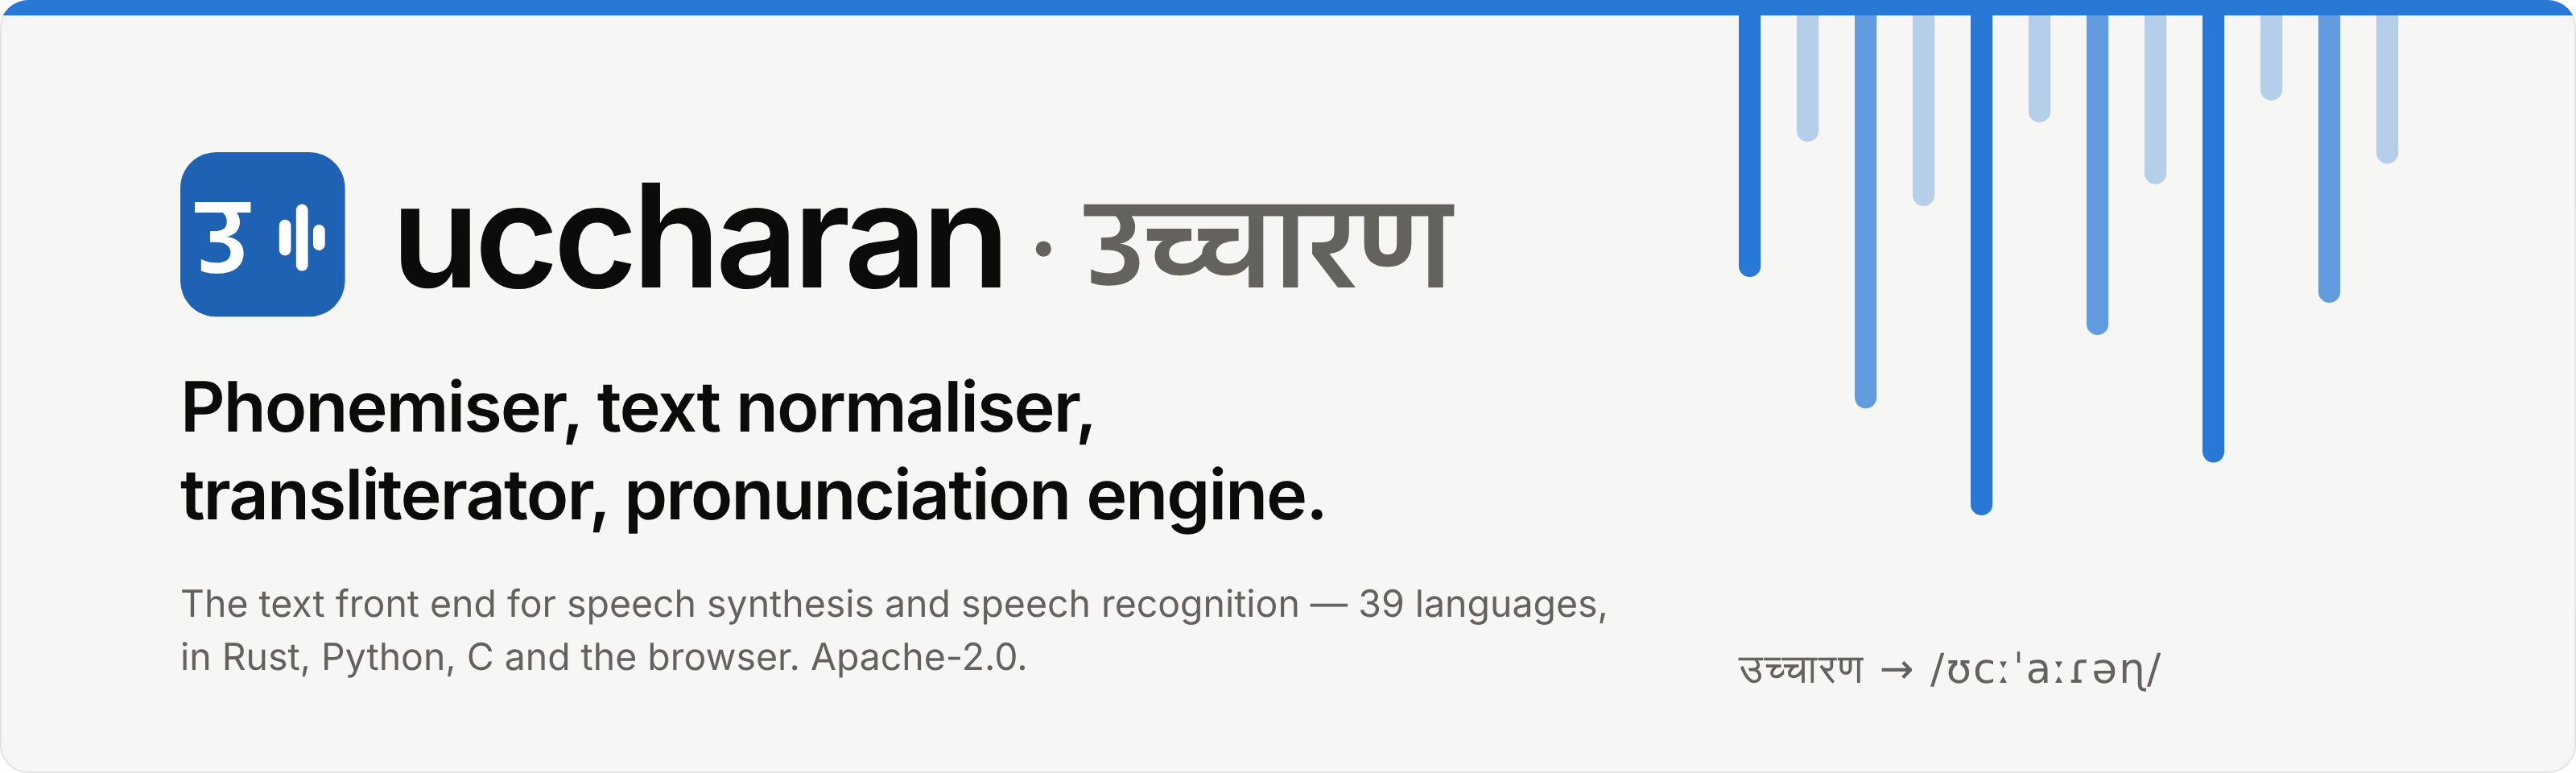 उ
uccharan · उच्चारण
Phonemiser, text normaliser,
transliterator, pronunciation engine.
The text front end for speech synthesis and speech recognition — 39 languages,
in Rust, Python, C and the browser. Apache-2.0.
उच्चारण → /ʊcːˈaːɾəɳ/